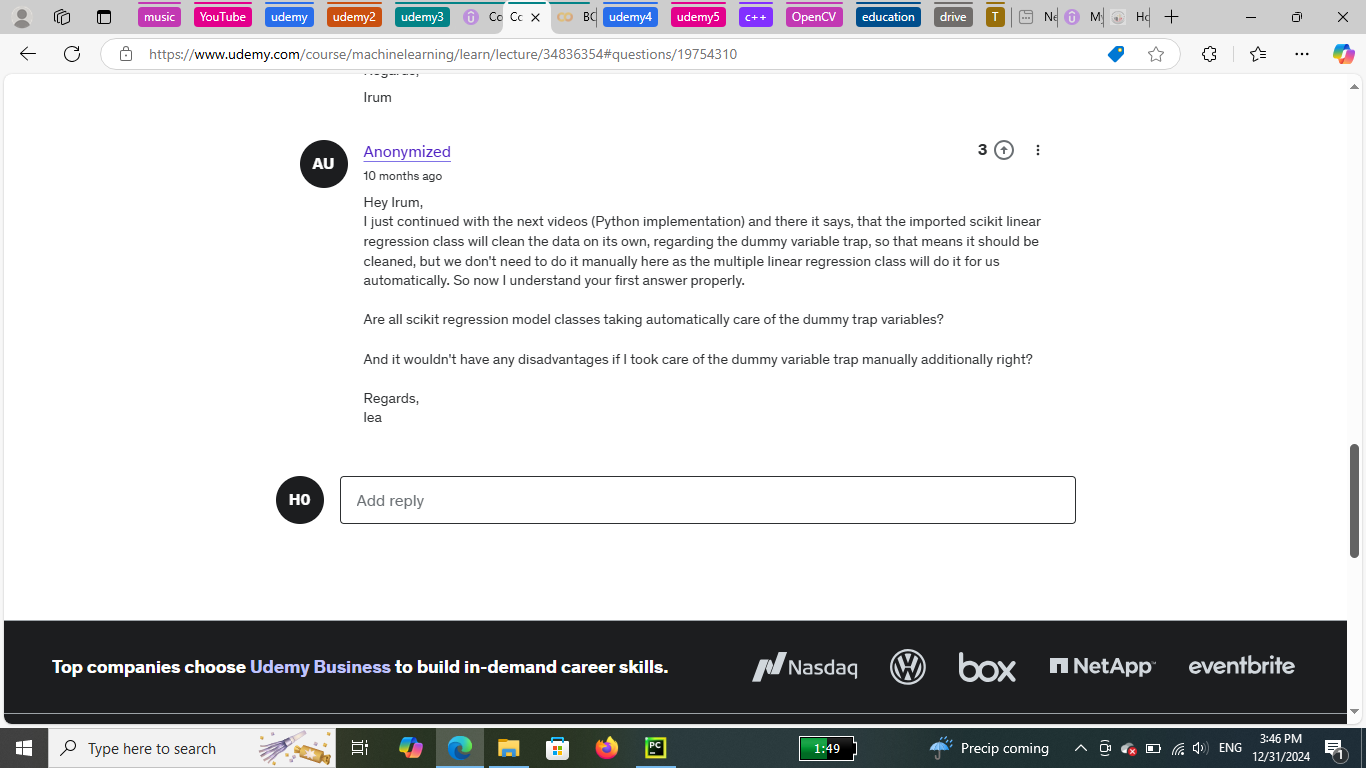 music
YouTube
udemy
udemy2
udemy3
Co
Cc
BC
udemy4
udemy5
c++
OpenCV
education
drive
T
Ne
My
Ho
https://www.udemy.com/course/machinelearning/learn/lecture/34836354#questions/19754310
Regards,
Irum
AU
Anonymized
3
10 months ago
Hey Irum,
I just continued with the next videos (Python implementation) and there it says, that the imported scikit linear
regression class will clean the data on its own, regarding the dummy variable trap, so that means it should be
cleaned, but we don't need to do it manually here as the multiple linear regression class will do it for us
automatically. So now I understand your first answer properly.
Are all scikit regression model classes taking automatically care of the dummy trap variables?
And it wouldn't have any disadvantages if I took care of the dummy variable trap manually additionally right?
Regards,
lea
H0
Add reply
Top companies choose Udemy Business to build in-demand career skills.
Nasdaq
box
NetApp
eventbrite
Type here to search
PC
1:49
Precip coming
ENG
3:46 PM
12/31/2024
1